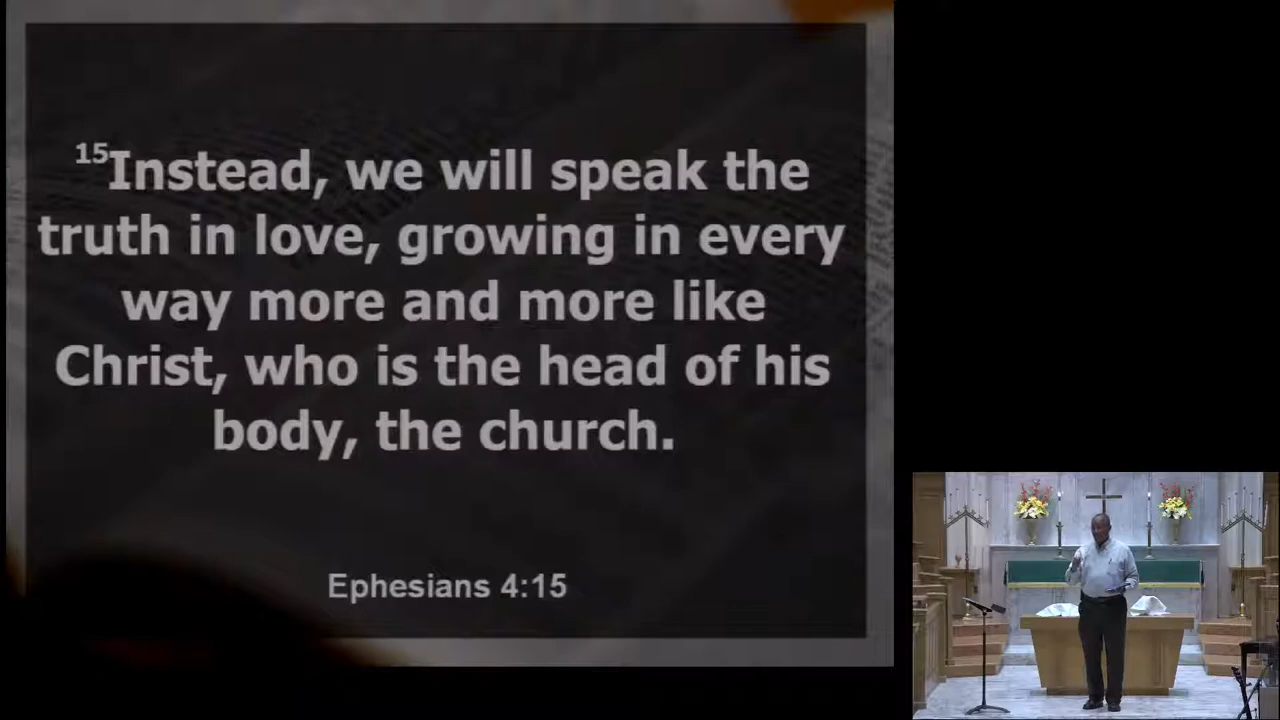 15Instead, we will speak the
truth in love, growing in every
way more and more like
Christ, who is the head of his
body, the church.
Ephesians 4:15